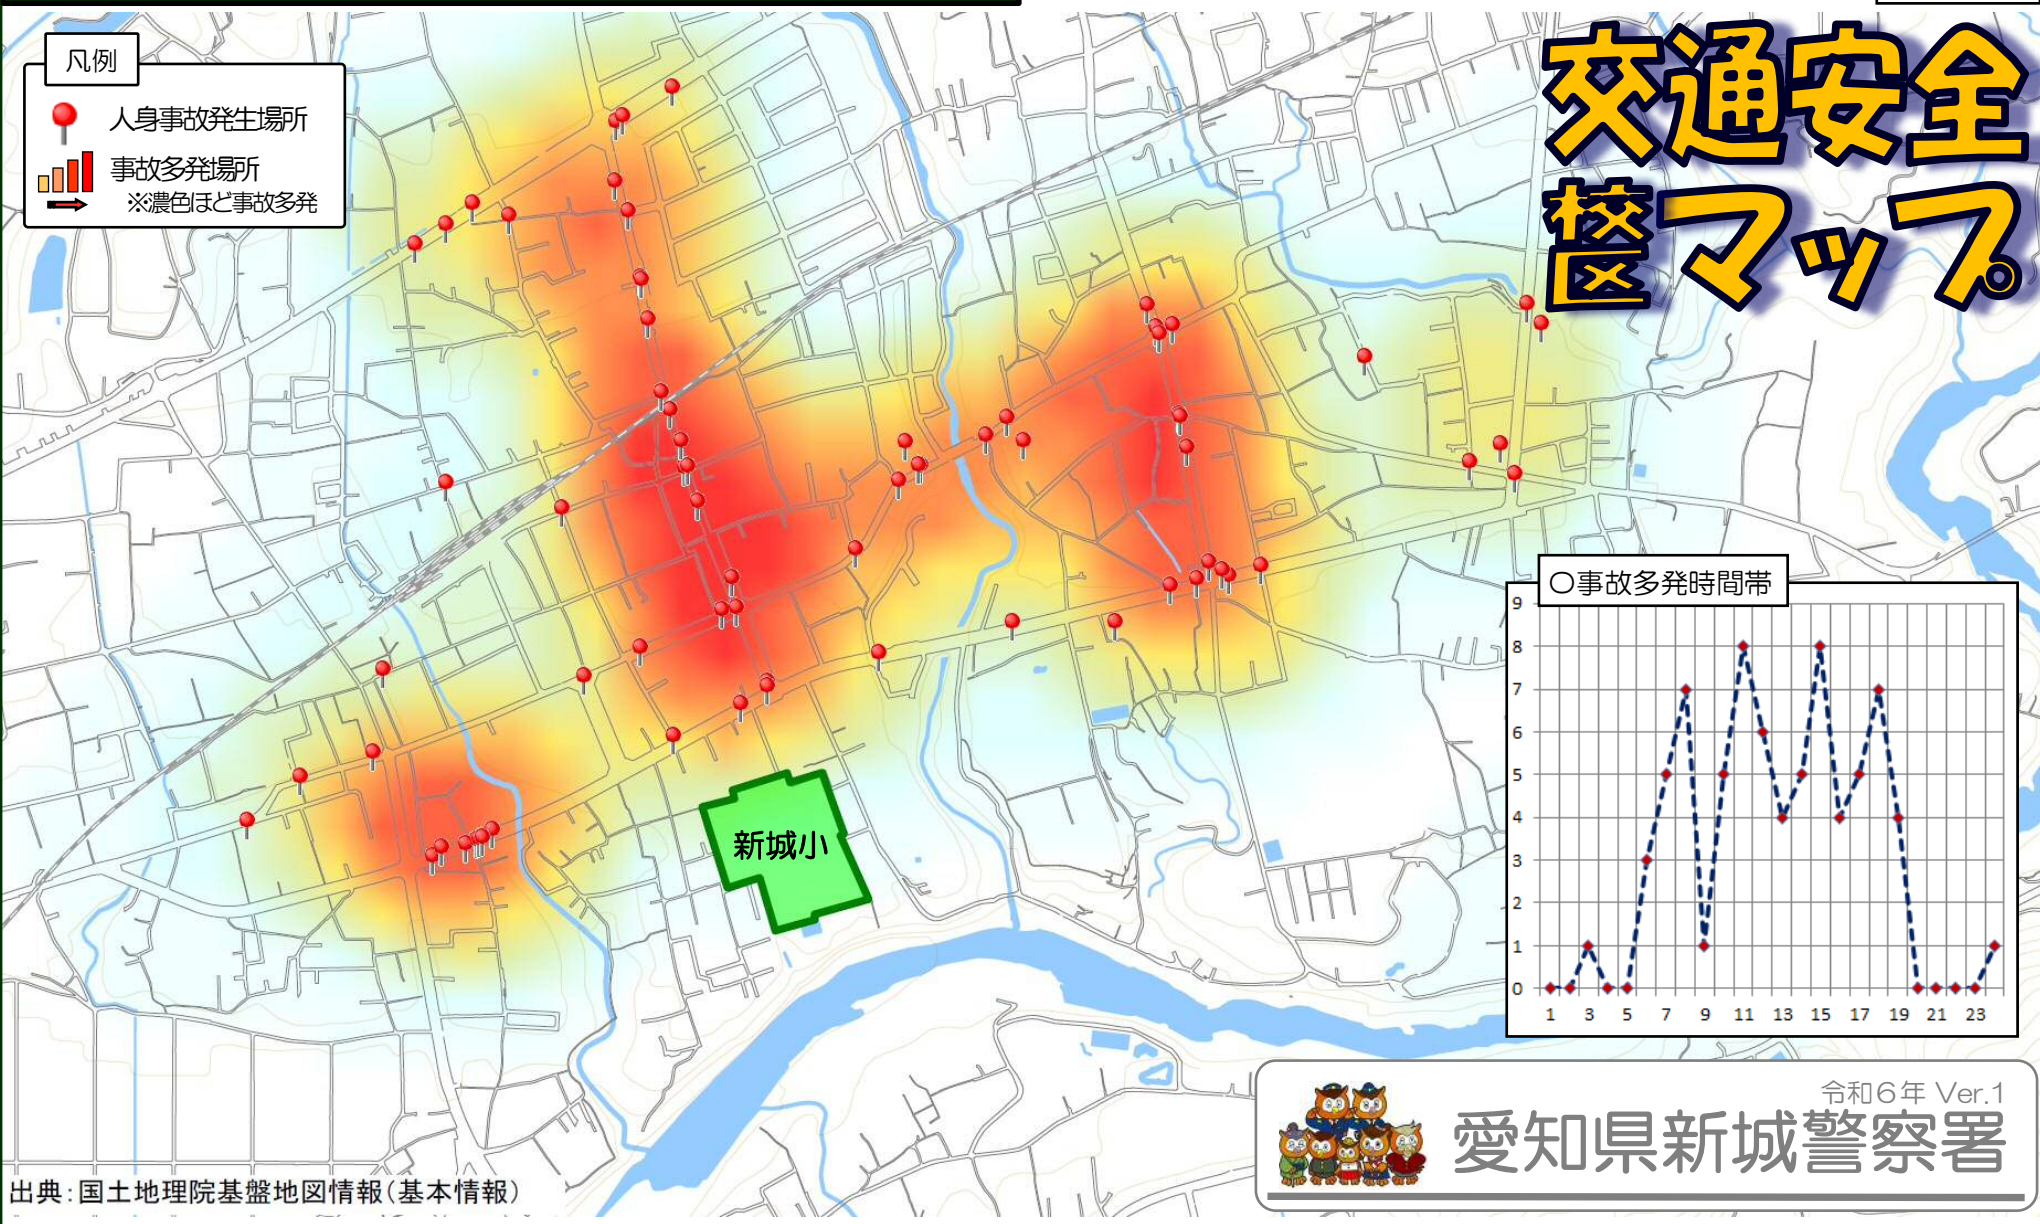 凡例
人身事故発生場所
事故多発場所
※濃色ほど事故多発
交通安全
校区マップ
新城小
〇事故多発時間帯
9
8
7
6
5
4
3
2
1
0
1 3 5 7 9 11 13 15 17 19 21 23
令和6年 Ver.1
愛知県新城警察署
出典：国土地理院基盤地図情報(基本情報)